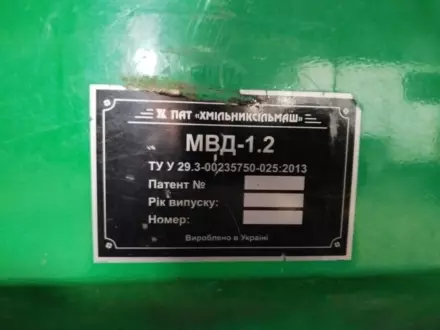 ПАТ «ХМІЛЬНИКСІЛЬМАШ»
МВД-1.2
ТУ У 29.3-00235750-025:2013
Патент №
Рік випуску:
Номер:
Вироблено в Україні